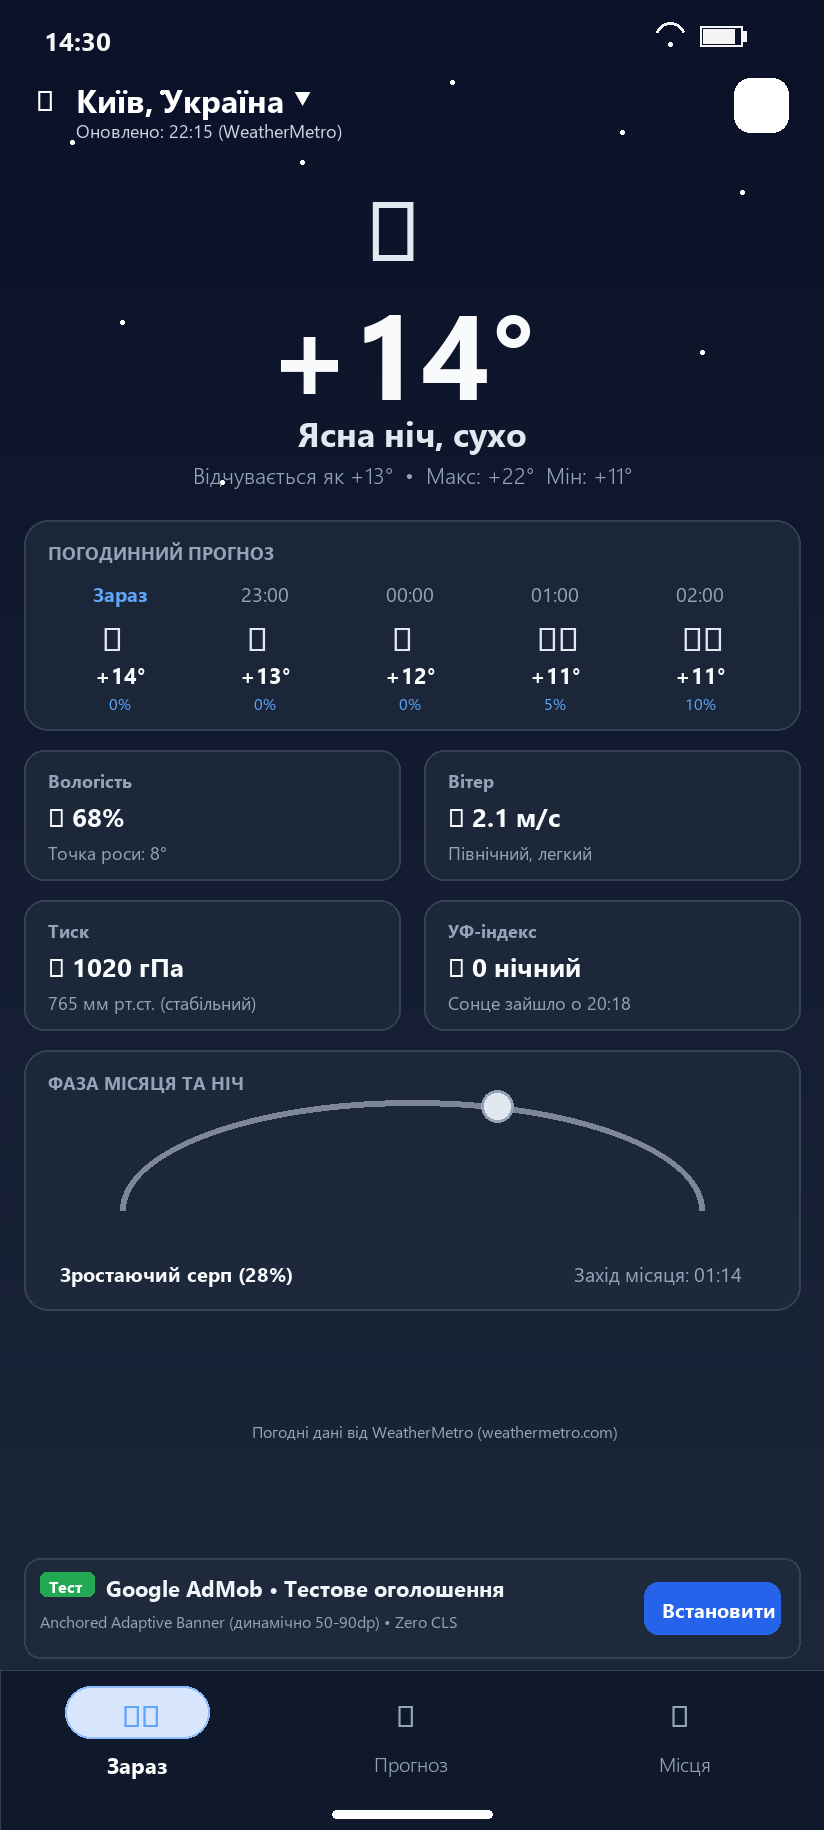 14:30
Київ, Україна ▼
Оновлено: 22:15 (WeatherMetro)
+14°
Ясна ніч, сухо
Відчувається як +13° • Макс: +22° Мін: +11°
ПОГОДИННИЙ ПРОГНОЗ
Зараз 23:00 00:00 01:00 02:00
+14° +13° +12° +11° +11°
0% 0% 0% 5% 10%
Вологість
68%
Точка роси: 8°
Вітер
2.1 м/с
Північний, легкий
Тиск
1020 гПа
765 мм рт.ст. (стабільний)
УФ-індекс
0 нічний
Сонце зайшло о 20:18
ФАЗА МІСЯЦЯ ТА НІЧ
Зростаючий серп (28%)
Захід місяця: 01:14
Погодні дані від WeatherMetro (weathermetro.com)
Тест Google AdMob • Тестове оголошення
Anchored Adaptive Banner (динамічно 50-90dp) • Zero CLS
Встановити
Зараз Прогноз Місця